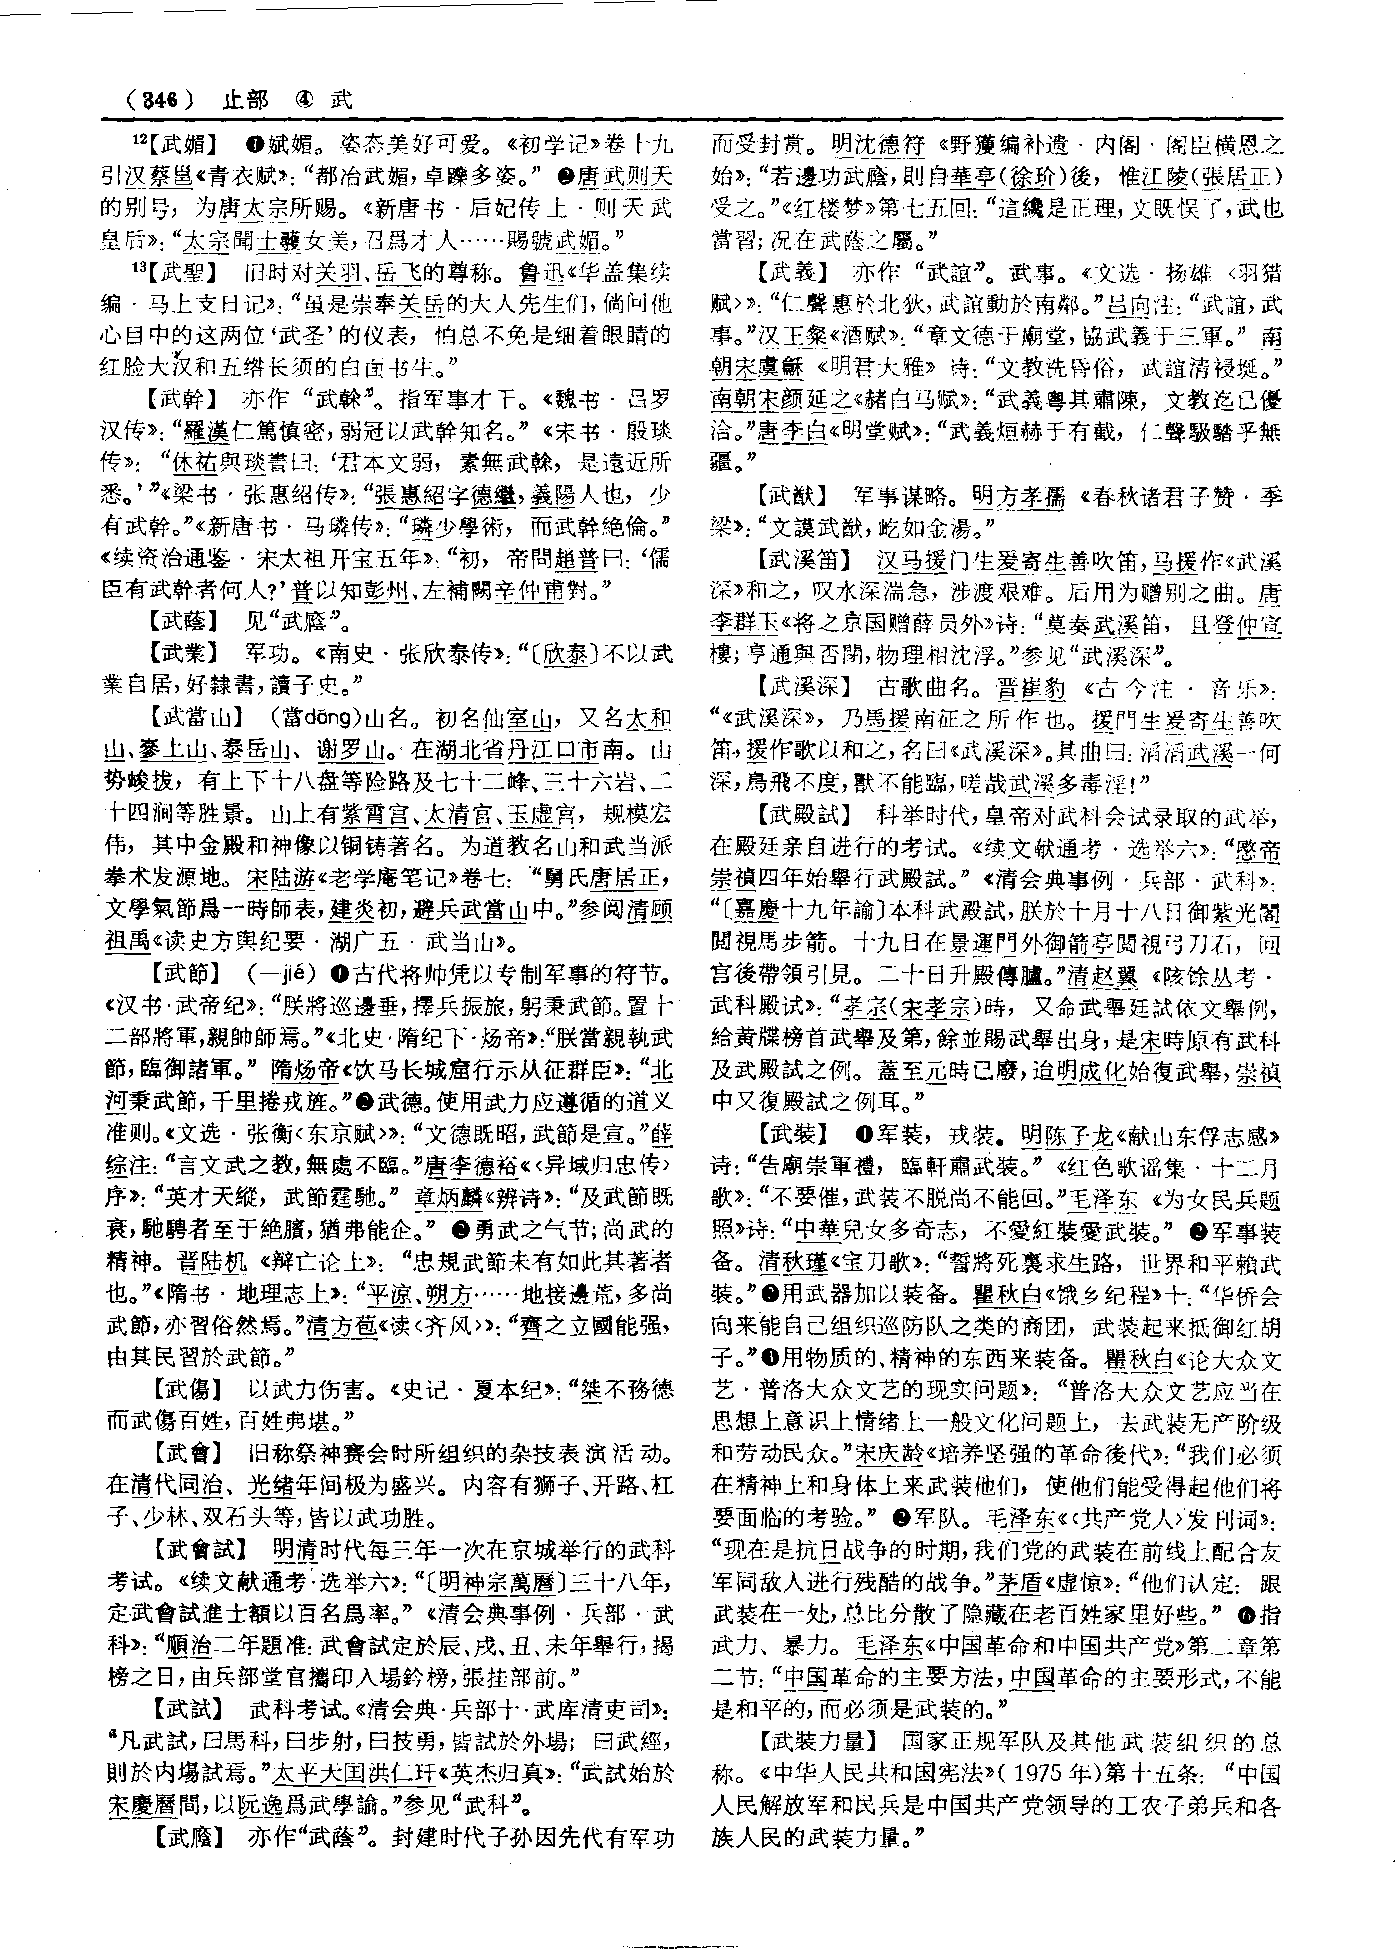 （346） 止部 ④ 武
12【武媚】 ❶斌媚。姿态美好可爱。《初学记》卷十九
引汉蔡邕《青衣赋》：“都冶武媚，卓躒多姿。”❷唐武则天
的别号，为唐太宗所赐。《新唐书·后妃传上·则天武
皇后》：“太宗聞士彠女美，召爲才人……賜號武媚。”
13【武聖】 旧时对关羽、岳飞的尊称。鲁迅《华盖集续
编·马上支日记》：“虽是崇奉关岳的大人先生们，倘问他
心目中的这两位‘武圣’的仪表，怕总不免是细着眼睛的
红脸大汉和五绺长须的白面书生。”
【武幹】 亦作“武榦”。指军事才干。《魏书·吕罗
汉传》：“羅漢仁篤慎密，弱冠以武幹知名。”《宋书·殷琰
传》：“休祐與琰書曰：‘君本文弱，素無武榦，是遠近所
悉。’”《梁书·张惠绍传》：“張惠紹字德繼，義陽人也，少
有武幹。”《新唐书·马璘传》：“璘少學術，而武幹絶倫。”
《续资治通鉴·宋太祖开宝五年》：“初，帝問趙普曰：‘儒
臣有武幹者何人？’普以知彭州、左補闕辛仲甫對。”
【武蔭】 见“武廕”。
【武業】 军功。《南史·张欣泰传》：“〔欣泰〕不以武
業自居，好隸書，讀子史。”
【武當山】 （當dāng）山名。初名仙室山，又名太和
山、㟥上山、泰岳山、谢罗山。在湖北省丹江口市南。山
势峻拔，有上下十八盘等险路及七十二峰、三十六岩、二
十四涧等胜景。山上有紫霄宫、太清宫、玉虚宫，规模宏
伟，其中金殿和神像以铜铸著名。为道教名山和武当派
拳术发源地。宋陆游《老学庵笔记》卷七：“舅氏唐居正，
文學氣節爲一時師表，建炎初，避兵武當山中。”参阅清顾
祖禹《读史方舆纪要·湖广五·武当山》。
【武節】 （—jié）❶古代将帅凭以专制军事的符节。
《汉书·武帝纪》：“朕將巡邊垂，擇兵振旅，躬秉武節。置十
二部將軍，親帥師焉。”《北史·隋纪下·炀帝》：“朕當親執武
節，臨御諸軍。”隋炀帝《饮马长城窟行示从征群臣》：“北
河秉武節，千里捲戎旌。”❷武德。使用武力应遵循的道义
准则。《文选·张衡〈东京赋〉》：“文德既昭，武節是宣。”薛
综注：“言文武之教，無處不臨。”唐李德裕《〈异域归忠传〉
序》：“英才天縱，武節霆馳。”章炳麟《辨诗》：“及武節既
衰，馳騁者至于絶臏，猶弗能企。”❸勇武之气节；尚武的
精神。晋陆机《辩亡论上》：“忠規武節未有如此其著者
也。”《隋书·地理志上》：“平涼、朔方……地接邊荒，多尚
武節，亦習俗然焉。”清方苞《读〈齐风〉》：“齊之立國能强，
由其民習於武節。”
【武傷】 以武力伤害。《史记·夏本纪》：“桀不務德
而武傷百姓，百姓弗堪。”
【武會】 旧称祭神赛会时所组织的杂技表演活动。
在清代同治、光绪年间极为盛兴。内容有狮子、开路、杠
子、少林、双石头等，皆以武功胜。
【武會試】 明清时代每三年一次在京城举行的武科
考试。《续文献通考·选举六》：“〔明神宗萬曆〕三十八年，
定武會試進士額以百名爲率。”《清会典事例·兵部·武
科》：“順治二年題准：武會試定於辰、戌、丑、未年舉行，揭
榜之日，由兵部堂官攜印入場鈐榜，張挂部前。”
【武試】 武科考试。《清会典·兵部十·武库清吏司》：
“凡武試，曰馬科，曰步射，曰技勇，皆試於外場；曰武經，
則於内場試焉。”太平天囯洪仁玕《英杰归真》：“武試始於
宋慶曆間，以阮逸爲武學諭。”参见“武科”。
【武廕】 亦作“武蔭”。封建时代子孙因先代有军功
而受封赏。明沈德符《野獲编补遗·内阁·阁臣横恩之
始》：“若邊功武廕，則自華亭（徐玠）後，惟江陵（張居正）
受之。”《红楼梦》第七五回：“這纔是正理，文既悮了，武也
當習；况在武蔭之屬。”
【武義】 亦作“武誼”。武事。《文选·扬雄〈羽猎
赋〉》：“仁聲惠於北狄，武誼動於南鄰。”吕向注：“武誼，武
事。”汉王粲《酒赋》：“章文德于廟堂，協武義于三軍。”南
朝宋虞龢《明君大雅》诗：“文教洗昏俗，武誼清祲埏。”
南朝宋颜延之《赭白马赋》：“武義粤其肅陳，文教迄已優
洽。”唐李白《明堂赋》：“武義烜赫于有截，仁聲馺騞乎無
疆。”
【武猷】 军事谋略。明方孝孺《春秋诸君子赞·季
梁》：“文謨武猷，屹如金湯。”
【武溪笛】 汉马援门生爰寄生善吹笛，马援作《武溪
深》和之，叹水深湍急，涉渡艰难。后用为赠别之曲。唐
李群玉《将之京国赠薛员外》诗：“莫奏武溪笛，且登仲宣
樓；亨通與否閉，物理相沈浮。”参见“武溪深”。
【武溪深】 古歌曲名。晋崔豹《古今注·音乐》：
“《武溪深》，乃馬援南征之所作也。援門生爰寄生善吹
笛，援作歌以和之，名曰《武溪深》。其曲曰：滔滔武溪一何
深，鳥飛不度，獸不能臨，嗟哉武溪多毒淫！”
【武殿試】 科举时代，皇帝对武科会试录取的武举，
在殿廷亲自进行的考试。《续文献通考·选举六》：“愍帝
崇禎四年始舉行武殿試。”《清会典事例·兵部·武科》：
“〔嘉慶十九年諭〕本科武殿試，朕於十月十八日御紫光閣
閲視馬步箭。十九日在景運門外御箭亭閲視弓刀石，回
宫後帶領引見。二十日升殿傳臚。”清赵翼《陔馀丛考·
武科殿试》：“孝宗（宋孝宗）時，又命武舉廷試依文舉例，
給黄牒榜首武舉及第，餘並賜武舉出身，是宋時原有武科
及武殿試之例。蓋至元時已廢，迨明成化始復武舉，崇禎
中又復殿試之例耳。”
【武裝】 ❶军装，戎装。明陈子龙《献山东俘志感》
诗：“告廟崇軍禮，臨軒肅武装。”《红色歌谣集·十二月
歌》：“不要催，武装不脱尚不能回。”毛泽东《为女民兵题
照》诗：“中華兒女多奇志，不愛紅裝愛武裝。”❷军事装
备。清秋瑾《宝刀歌》：“誓將死裏求生路，世界和平賴武
裝。”❸用武器加以装备。瞿秋白《饿乡纪程》十：“华侨会
向来能自己组织巡防队之类的商团，武装起来抵御红胡
子。”❹用物质的、精神的东西来装备。瞿秋白《论大众文
艺·普洛大众文艺的现实问题》：“普洛大众文艺应当在
思想上意识上情绪上一般文化问题上，去武装无产阶级
和劳动民众。”宋庆龄《培养坚强的革命後代》：“我们必须
在精神上和身体上来武装他们，使他们能受得起他们将
要面临的考验。”❺军队。毛泽东《〈共产党人〉发刊词》：
“现在是抗日战争的时期，我们党的武装在前线上配合友
军同敌人进行残酷的战争。”茅盾《虚惊》：“他们认定：跟
武装在一处，总比分散了隐藏在老百姓家里好些。”❻指
武力、暴力。毛泽东《中国革命和中国共产党》第二章第
二节：“中国革命的主要方法，中国革命的主要形式，不能
是和平的，而必须是武装的。”
【武装力量】 国家正规军队及其他武装组织的总
称。《中华人民共和国宪法》（1975年）第十五条：“中国
人民解放军和民兵是中国共产党领导的工农子弟兵和各
族人民的武装力量。”